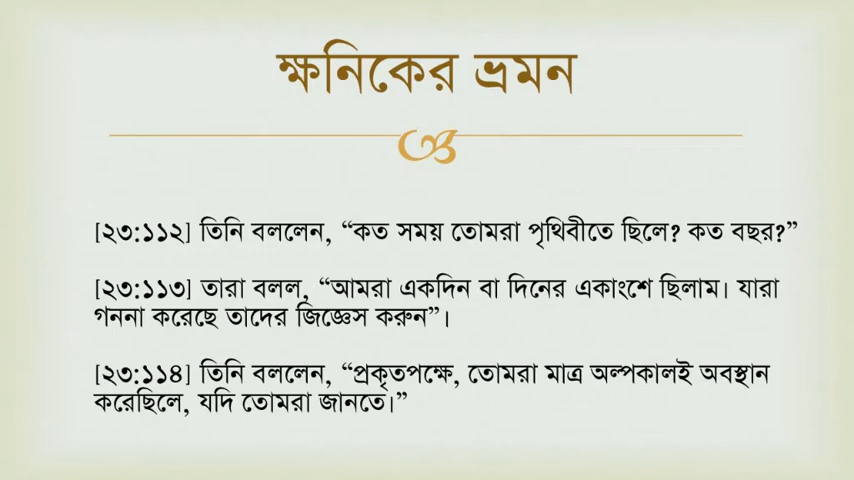 ক্ষনিকের ভ্রমন
[২৩:১১২] তিনি বললেন, “কত সময় তোমরা পৃথিবীতে ছিলে? কত বছর?”
[২৩:১১৩] তারা বলল, “আমরা একদিন বা দিনের একাংশে ছিলাম। যারা
গননা করেছে তাদের জিজ্ঞেস করুন”।
[২৩:১১৪] তিনি বললেন, “প্রকৃতপক্ষে, তোমরা মাত্র অল্পকালই অবস্থান
করেছিলে, যদি তোমরা জানতে।”